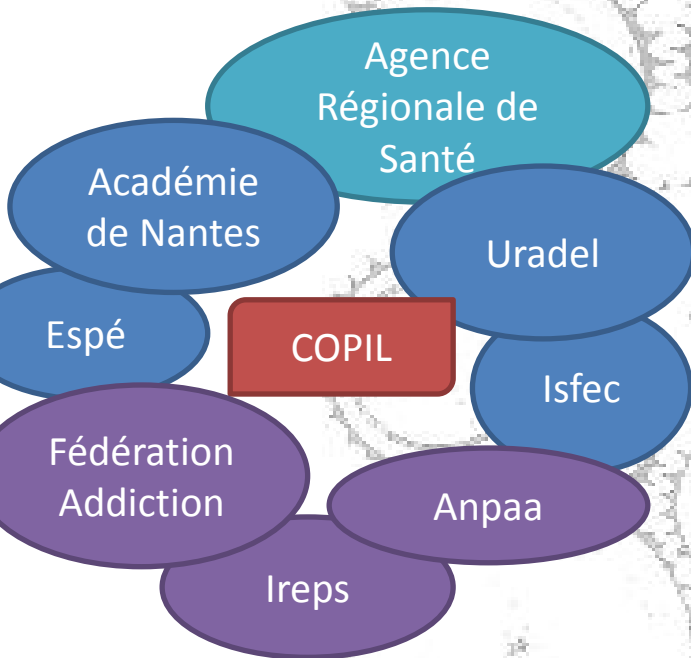 Agence
Régionale de
Santé
Académie
de Nantes
Uradel
Espé
COPIL
Isfec
Fédération
Addiction
Anpaa
Ireps